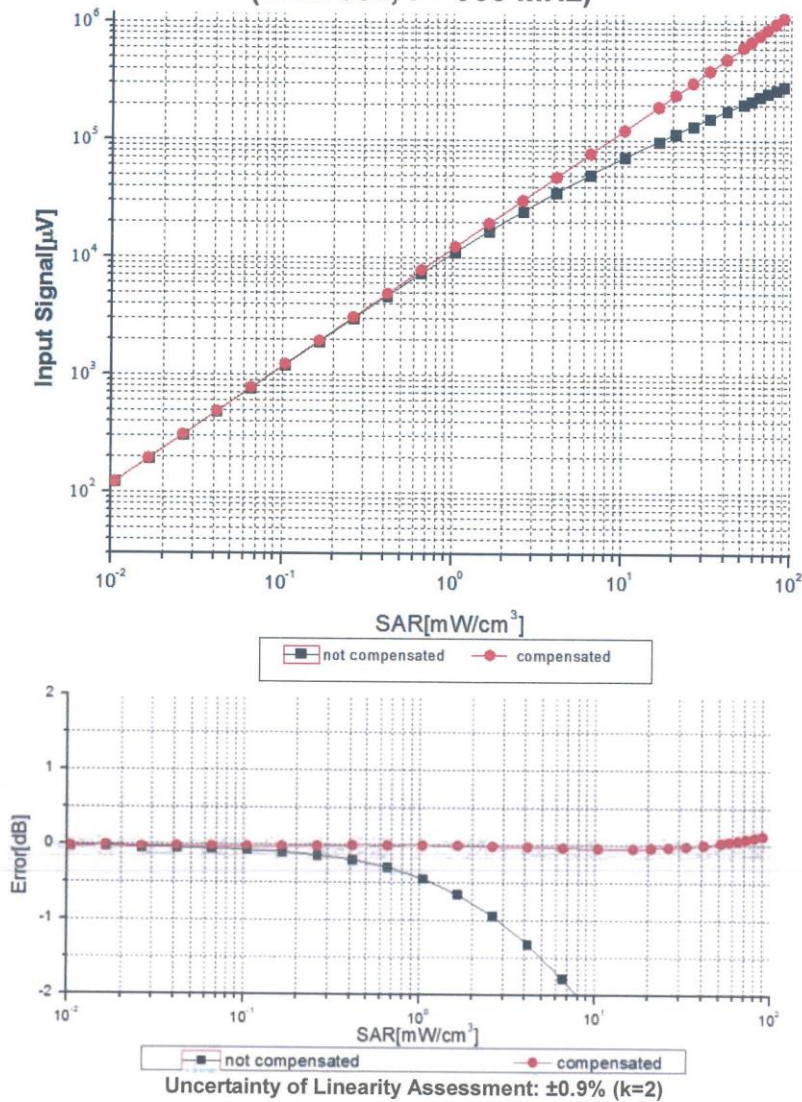 10⁶
10⁵
10⁴
10³
10²
Input Signal[µV]
10⁻² 10⁻¹ 10⁰ 10¹ 10²
SAR[mW/cm³]
not compensated compensated
2
1
0
-1
-2
Error[dB]
10⁻² 10⁻¹ 10⁰ 10¹ 10²
SAR[mW/cm³]
not compensated compensated
Uncertainty of Linearity Assessment: ±0.9% (k=2)